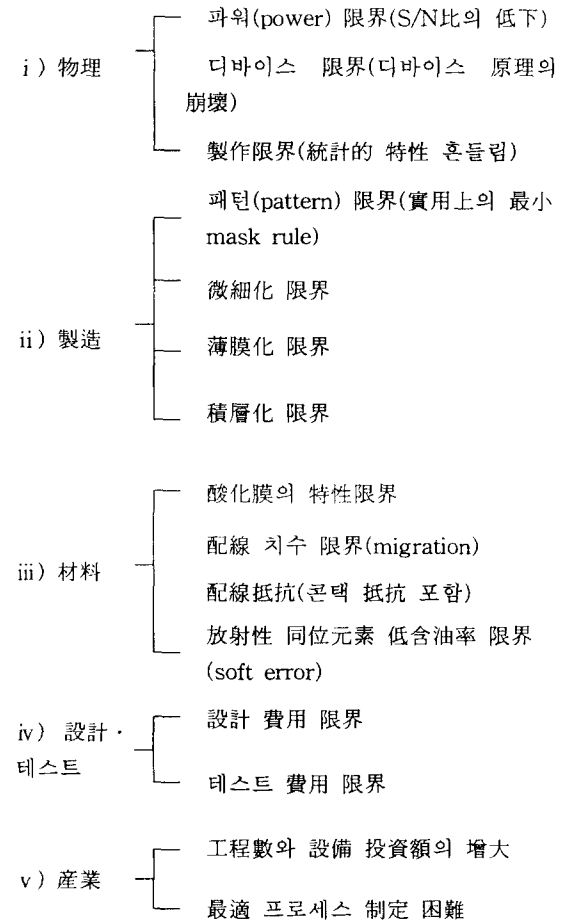 파워(power) 限界(S/N比의 低下)
i ) 物理
디바이스 限界(디바이스 原理의
崩壞)
製作限界(統計的 特性 흔들림)
패턴(pattern) 限界(實用上의 最小
mask rule)
微細化 限界
ii ) 製造
薄膜化 限界
積層化 限界
酸化膜의 特性限界
配線 치수 限界(migration)
iii) 材料
配線抵抗(콘택 抵抗 포함)
放射性 同位元素 低含油率 限界
(soft error)
iv) 設計·
테스트
設計 費用 限界
테스트 費用 限界
v ) 産業
工程數와 設備 投資額의 增大
最適 프로세스 制定 困難